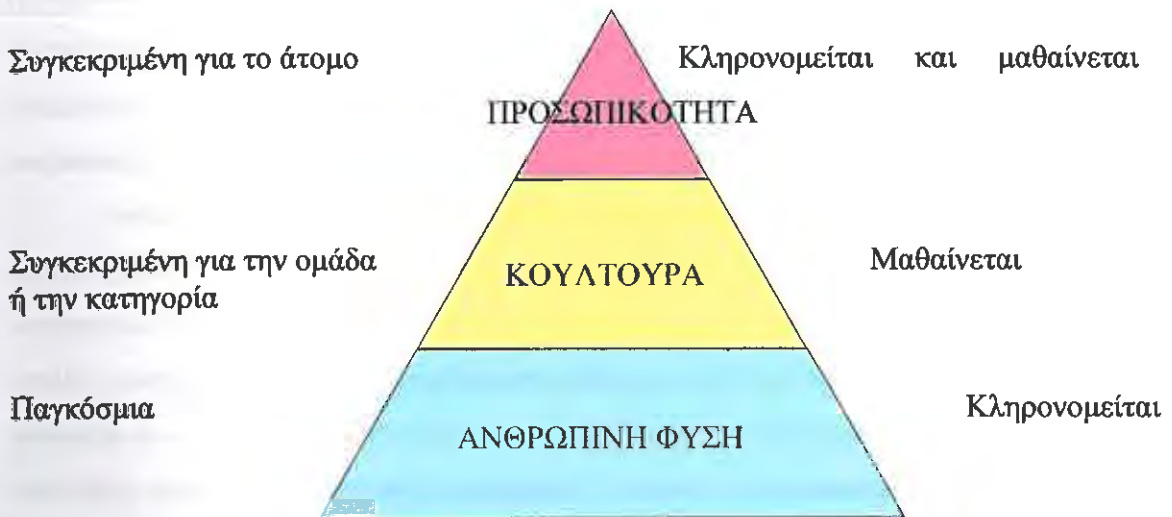 Συγκεκριμένη για το άτομο
Κληρονομείται και μαθαίνεται
ΠΡΟΣΩΠΙΚΟΤΗΤΑ
Συγκεκριμένη για την ομάδα
ή την κατηγορία
ΚΟΥΛΤΟΥΡΑ
Μαθαίνεται
Παγκόσμια
Κληρονομείται
ΑΝΘΡΩΠΙΝΗ ΦΥΣΗ